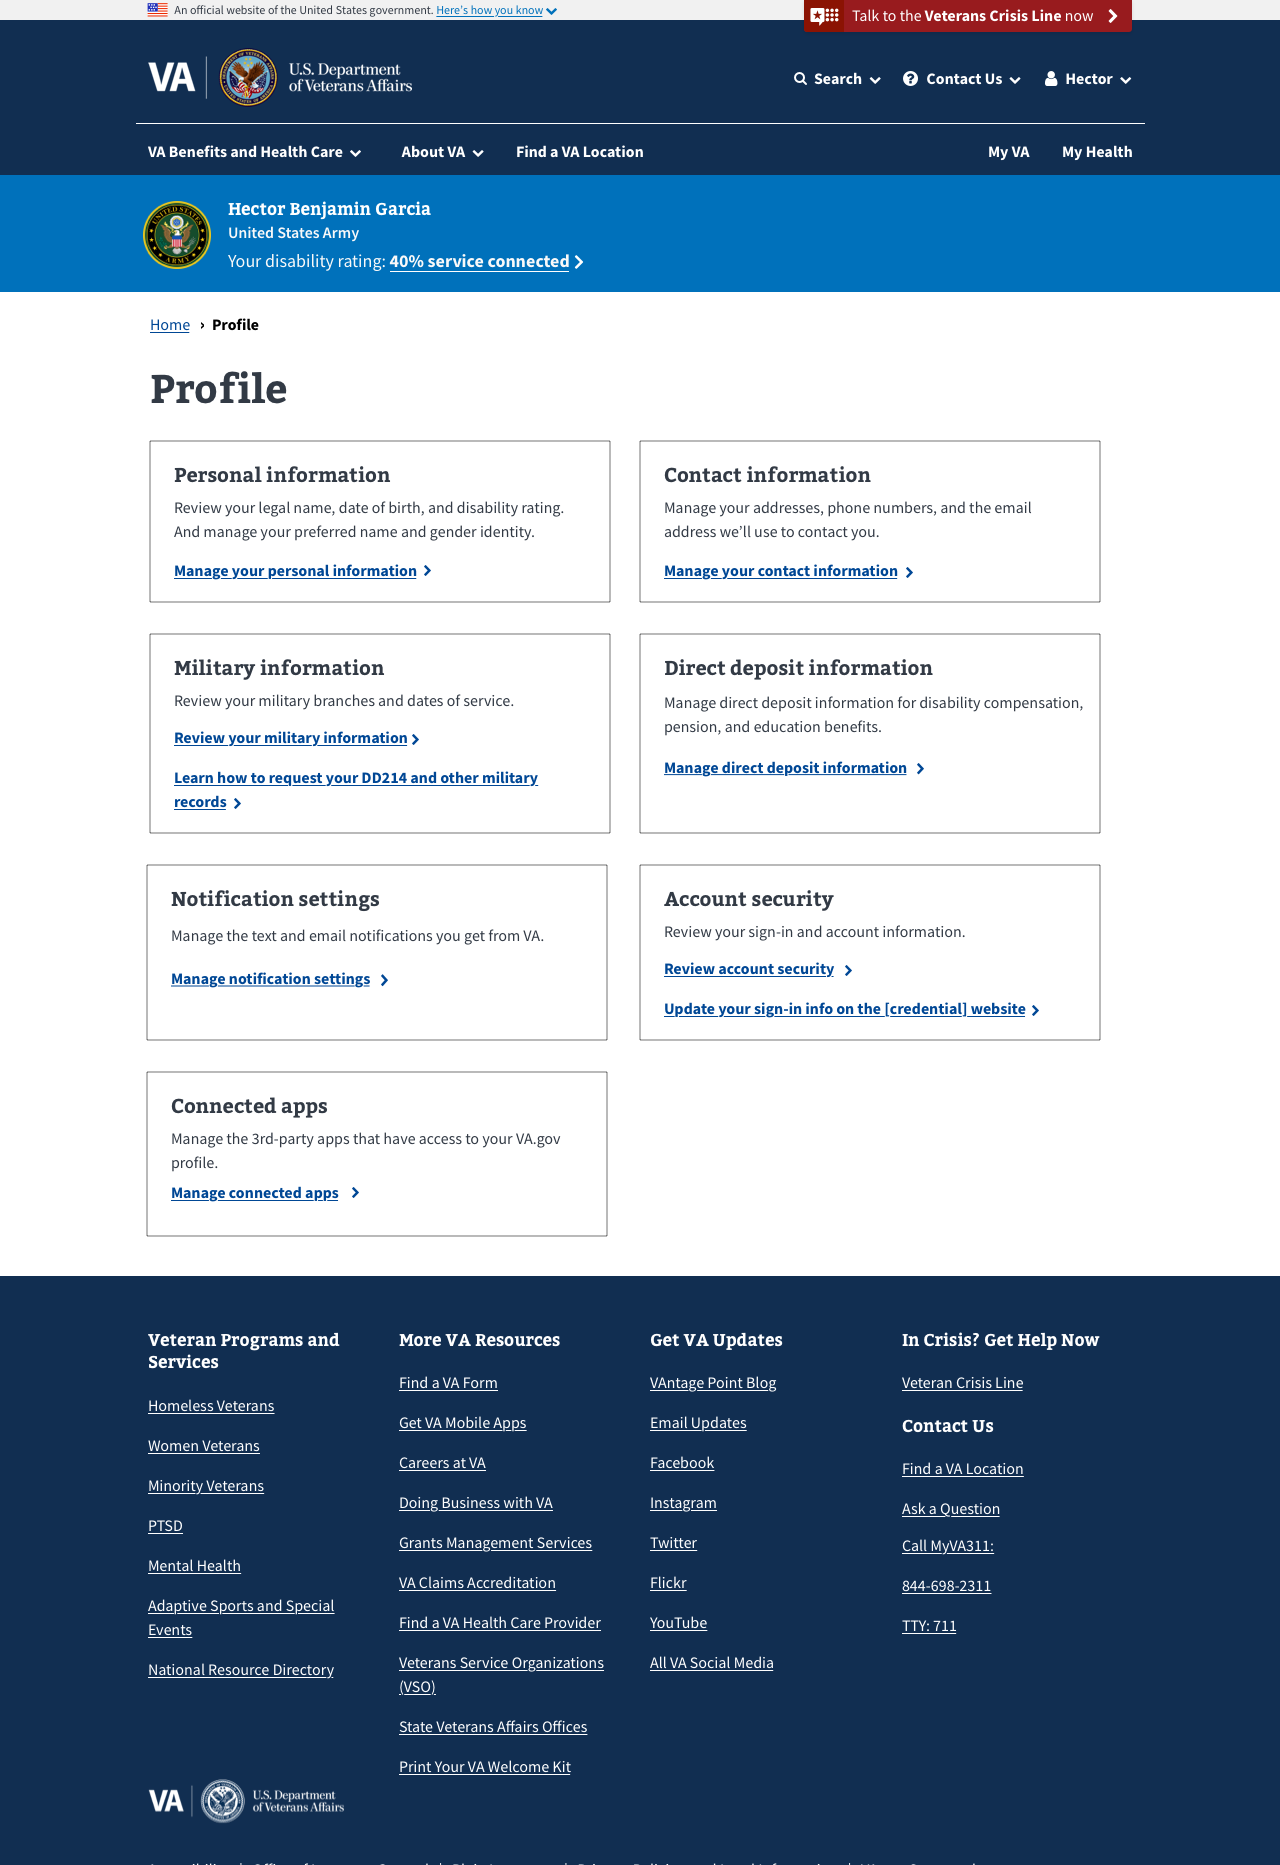 An official website of the United States government. Here's how you know
Talk to the Veterans Crisis Line now
VA
U.S. Department
of Veterans Affairs
Search
Contact Us
Hector
VA Benefits and Health Care
About VA
Find a VA Location
My VA
My Health
Hector Benjamin Garcia
United States Army
Your disability rating: 40% service connected
Home › Profile
Profile
Personal information
Review your legal name, date of birth, and disability rating.
And manage your preferred name and gender identity.
Manage your personal information
Contact information
Manage your addresses, phone numbers, and the email
address we’ll use to contact you.
Manage your contact information
Military information
Review your military branches and dates of service.
Review your military information
Learn how to request your DD214 and other military
records
Direct deposit information
Manage direct deposit information for disability compensation,
pension, and education benefits.
Manage direct deposit information
Notification settings
Manage the text and email notifications you get from VA.
Manage notification settings
Account security
Review your sign-in and account information.
Review account security
Update your sign-in info on the [credential] website
Connected apps
Manage the 3rd-party apps that have access to your VA.gov
profile.
Manage connected apps
Veteran Programs and
Services
Homeless Veterans
Women Veterans
Minority Veterans
PTSD
Mental Health
Adaptive Sports and Special
Events
National Resource Directory
More VA Resources
Find a VA Form
Get VA Mobile Apps
Careers at VA
Doing Business with VA
Grants Management Services
VA Claims Accreditation
Find a VA Health Care Provider
Veterans Service Organizations
(VSO)
State Veterans Affairs Offices
Print Your VA Welcome Kit
Get VA Updates
VAntage Point Blog
Email Updates
Facebook
Instagram
Twitter
Flickr
YouTube
All VA Social Media
In Crisis? Get Help Now
Veteran Crisis Line
Contact Us
Find a VA Location
Ask a Question
Call MyVA311:
844-698-2311
TTY: 711
VA
U.S. Department
of Veterans Affairs